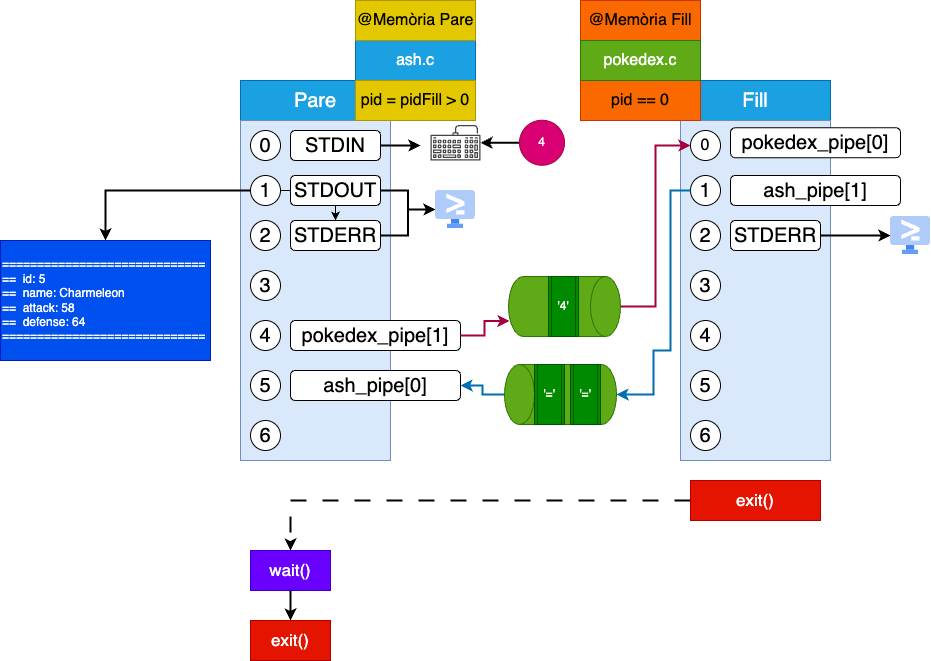 @Memòria Pare
@Memòria Fill
ash.c
pokedex.c
Pare
pid = pidFill > 0
pid == 0
Fill
0
STDIN
4
0
pokedex_pipe[0]
1
STDOUT
1
ash_pipe[1]
2
STDERR
2
STDERR
==============================
== id: 5
== name: Charmeleon
== attack: 58
== defense: 64
==============================
3
'4'
3
4
pokedex_pipe[1]
4
5
ash_pipe[0]
'='
'='
5
6
6
exit()
wait()
exit()